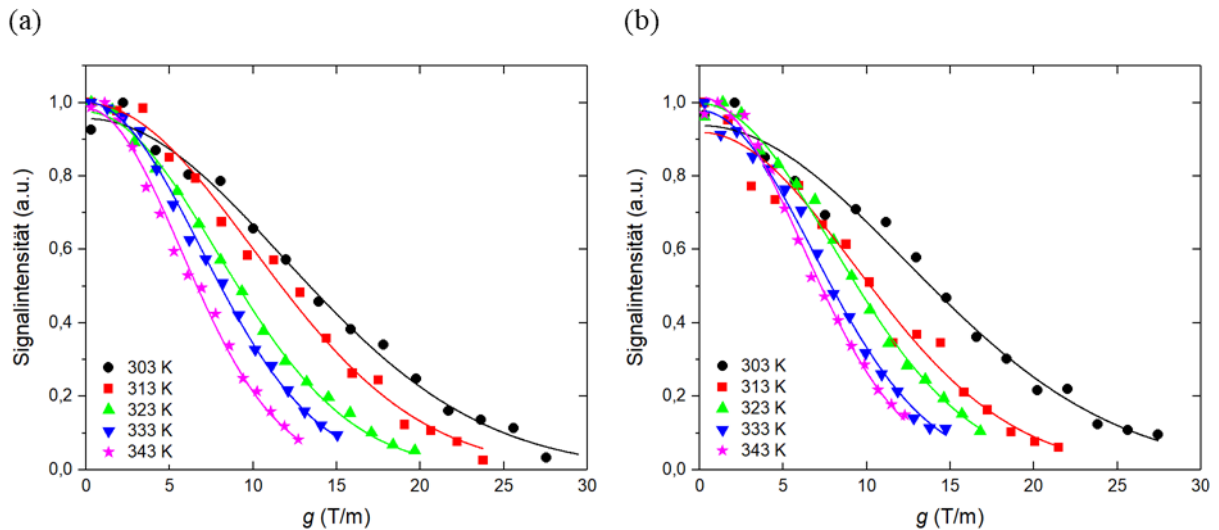 (a)
Signalintensität (a.u.)
1,0
0,8
0,6
0,4
0,2
0,0
303 K
313 K
323 K
333 K
343 K
0 5 10 15 20 25 30
g (T/m)
(b)
Signalintensität (a.u.)
1,0
0,8
0,6
0,4
0,2
0,0
303 K
313 K
323 K
333 K
343 K
0 5 10 15 20 25 30
g (T/m)